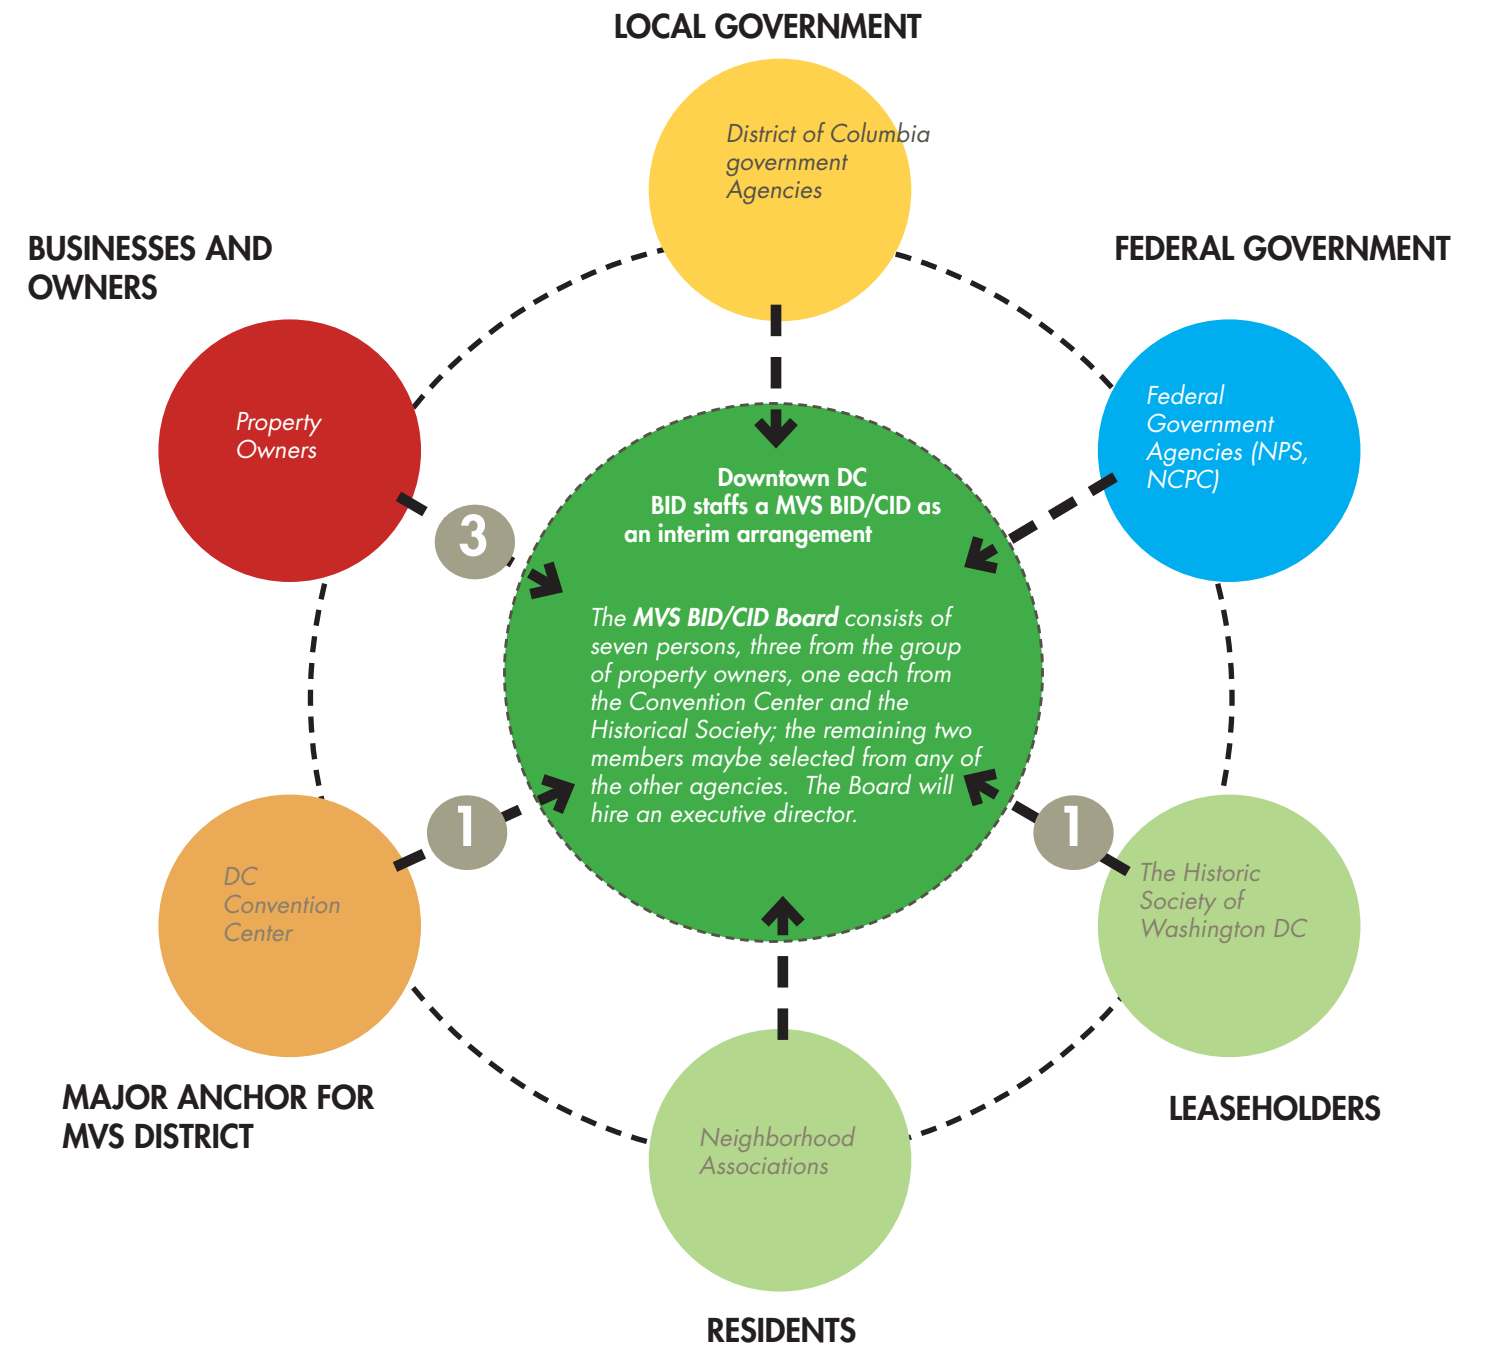 LOCAL GOVERNMENT
District of Columbia
government
Agencies
BUSINESSES AND
OWNERS
FEDERAL GOVERNMENT
Property
Owners
Federal
Government
Agencies (NPS,
NCPC)
3
Downtown DC
BID staffs a MVS BID/CID as
an interim arrangement
The MVS BID/CID Board consists of
seven persons, three from the group
of property owners, one each from
the Convention Center and the
Historical Society; the remaining two
members maybe selected from any of
the other agencies.  The Board will
hire an executive director.
1
1
DC
Convention
Center
The Historic
Society of
Washington DC
MAJOR ANCHOR FOR
MVS DISTRICT
LEASEHOLDERS
Neighborhood
Associations
RESIDENTS